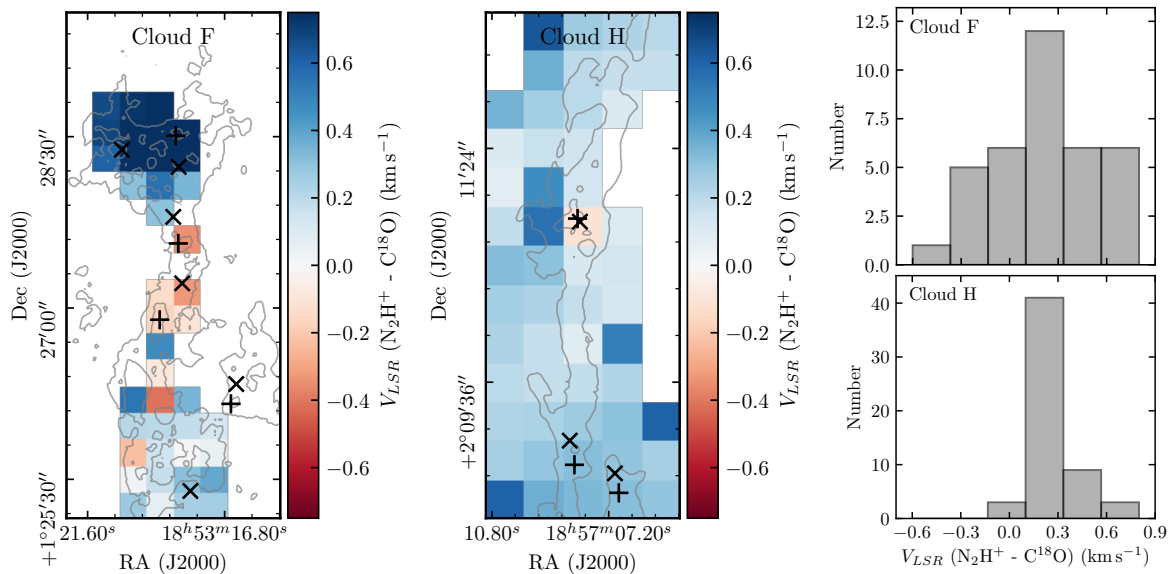 Cloud F
28′30″
27′00″
+1°25′30″
Dec (J2000)
21.60ˢ
18ʰ53ᵐ16.80ˢ
RA (J2000)
0.6
0.4
0.2
0.0
−0.2
−0.4
−0.6
V_LSR (N₂H⁺ - C¹⁸O) (km s⁻¹)
Cloud H
11′24″
+2°09′36″
Dec (J2000)
10.80ˢ
18ʰ57ᵐ07.20ˢ
RA (J2000)
0.6
0.4
0.2
0.0
−0.2
−0.4
−0.6
V_LSR (N₂H⁺ - C¹⁸O) (km s⁻¹)
Cloud F
12.5
10.0
7.5
5.0
2.5
0.0
Number
Cloud H
40
30
20
10
0
Number
−0.6 −0.3 0.0 0.3 0.6 0.9
V_LSR (N₂H⁺ - C¹⁸O) (km s⁻¹)